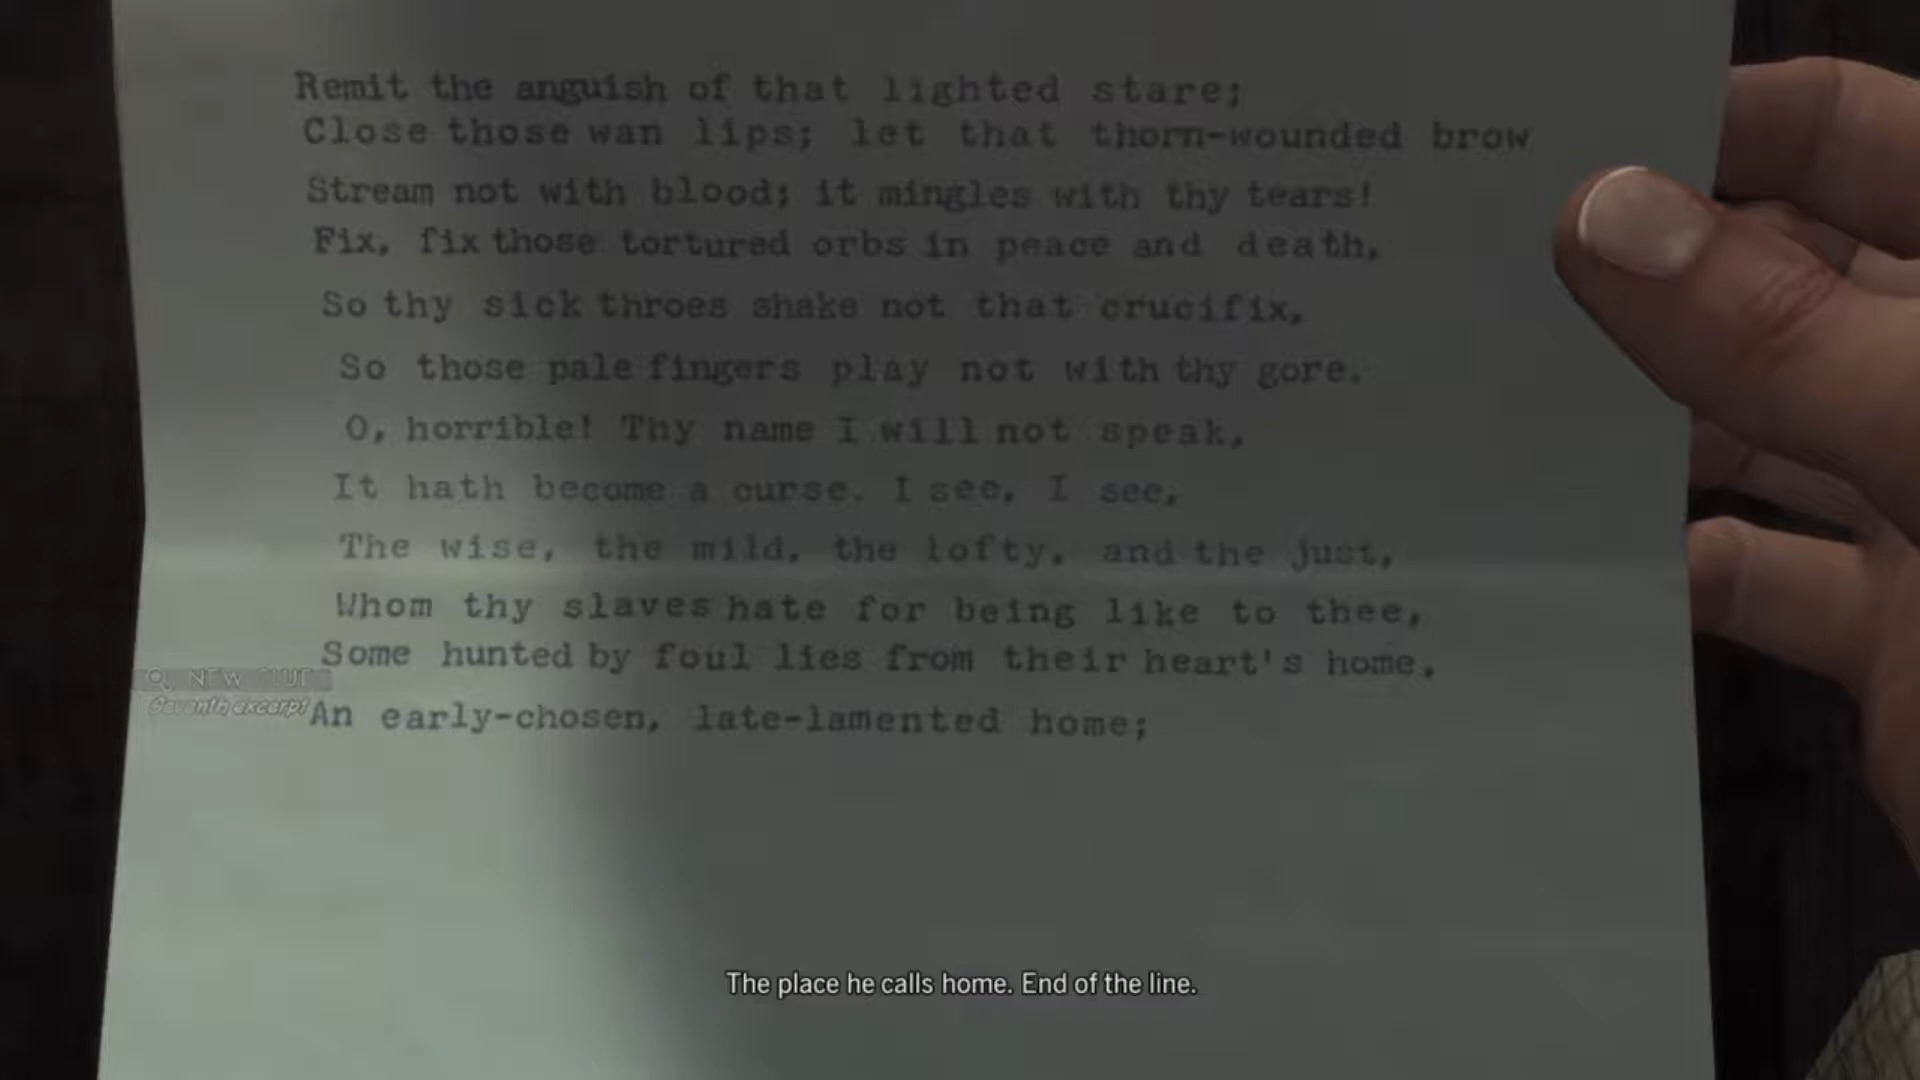 Remit the anguish of that lighted stare;
Close those wan lips; let that thorn-wounded brow
Stream not with blood; it mingles with thy tears!
Fix, fix those tortured orbs in peace and death,
So thy sick throes shake not that crucifix,
So those pale fingers play not with thy gore.
O, horrible! Thy name I will not speak,
It hath become a curse. I see, I see,
The wise, the mild, the lofty, and the just,
Whom thy slaves hate for being like to thee,
Some hunted by foul lies from their heart's home,
NEW CLUE
Seventh excerpt
An early-chosen, late-lamented home;
The place he calls home. End of the line.